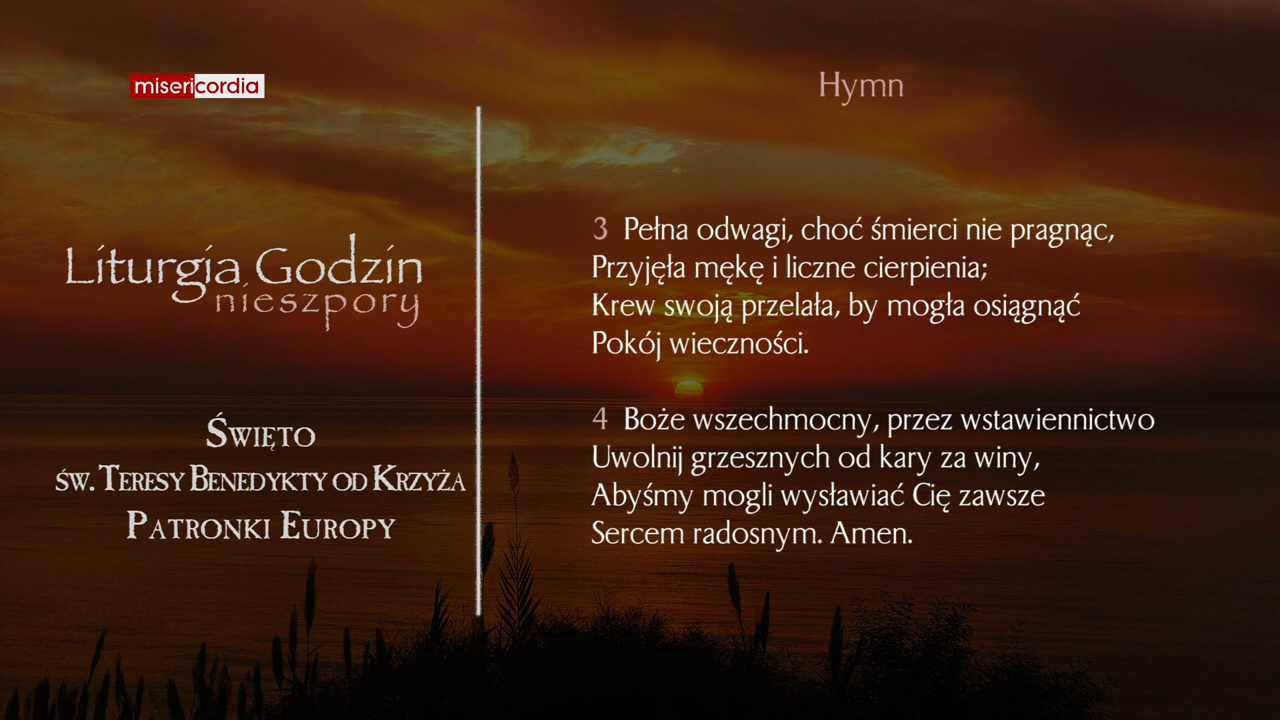 misericordia
Liturgia Godzin
nieszpory
Święto
św. Teresy Benedykty od Krzyża
Patronki Europy
Hymn
3 Pełna odwagi, choć śmierci nie pragnąc,
Przyjęła mękę i liczne cierpienia;
Krew swoją przelała, by mogła osiągnąć
Pokój wieczności.
4 Boże wszechmocny, przez wstawiennictwo
Uwolnij grzesznych od kary za winy,
Abyśmy mogli wysławiać Cię zawsze
Sercem radosnym. Amen.